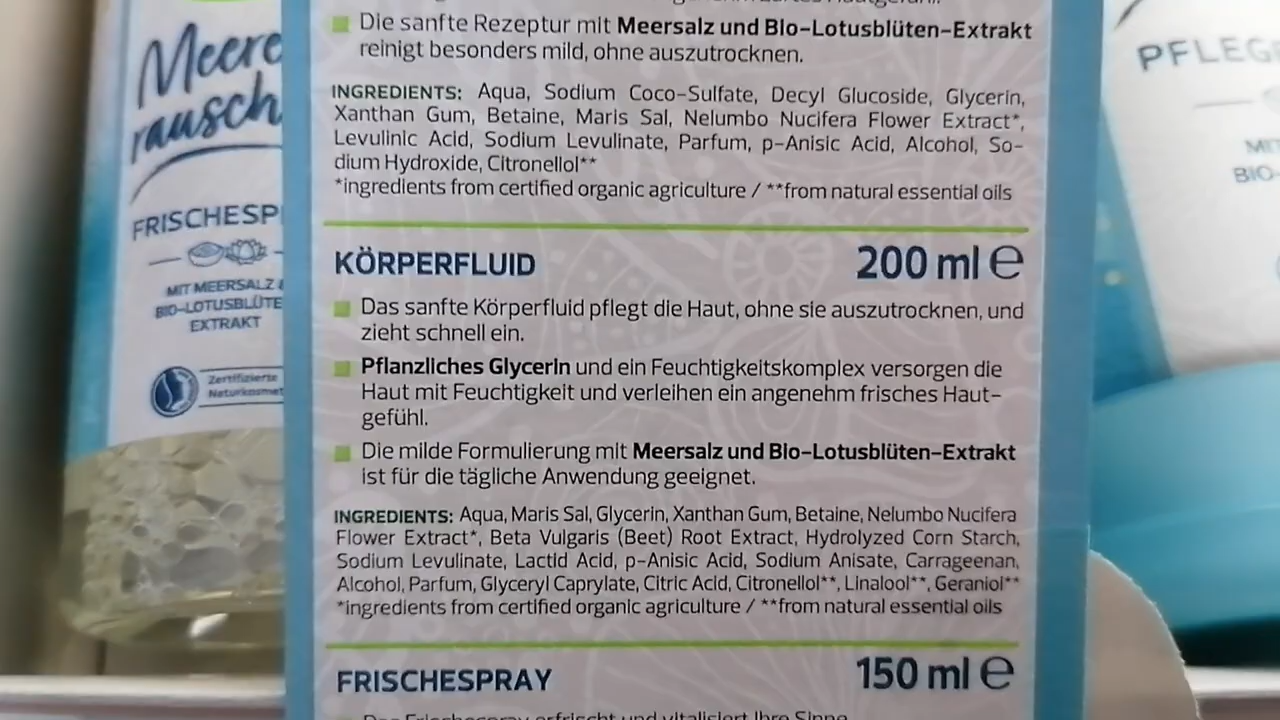 Meere
rausch
FRISCHESP
MIT MEERSALZ &
BIO-LOTUSBLÜTE
EXTRAKT
Zertifizierte
Naturkosmet
Die sanfte Rezeptur mit Meersalz und Bio-Lotusblüten-Extrakt
reinigt besonders mild, ohne auszutrocknen.
INGREDIENTS: Aqua, Sodium Coco-Sulfate, Decyl Glucoside, Glycerin,
Xanthan Gum, Betaine, Maris Sal, Nelumbo Nucifera Flower Extract*,
Levulinic Acid, Sodium Levulinate, Parfum, p-Anisic Acid, Alcohol, So-
dium Hydroxide, Citronellol**
*ingredients from certified organic agriculture / **from natural essential oils
KÖRPERFLUID 200 ml e
Das sanfte Körperfluid pflegt die Haut, ohne sie auszutrocknen, und
zieht schnell ein.
Pflanzliches Glycerin und ein Feuchtigkeitskomplex versorgen die
Haut mit Feuchtigkeit und verleihen ein angenehm frisches Haut-
gefühl.
Die milde Formulierung mit Meersalz und Bio-Lotusblüten-Extrakt
ist für die tägliche Anwendung geeignet.
INGREDIENTS: Aqua, Maris Sal, Glycerin, Xanthan Gum, Betaine, Nelumbo Nucifera
Flower Extract*, Beta Vulgaris (Beet) Root Extract, Hydrolyzed Corn Starch,
Sodium Levulinate, Lactid Acid, p-Anisic Acid, Sodium Anisate, Carrageenan,
Alcohol, Parfum, Glyceryl Caprylate, Citric Acid, Citronellol**, Linalool**, Geraniol**
*ingredients from certified organic agriculture / **from natural essential oils
FRISCHESPRAY 150 ml e
Das Frischespray erfrischt und vitalisiert Ihre Sinne
PFLEG
MIT
BIO-